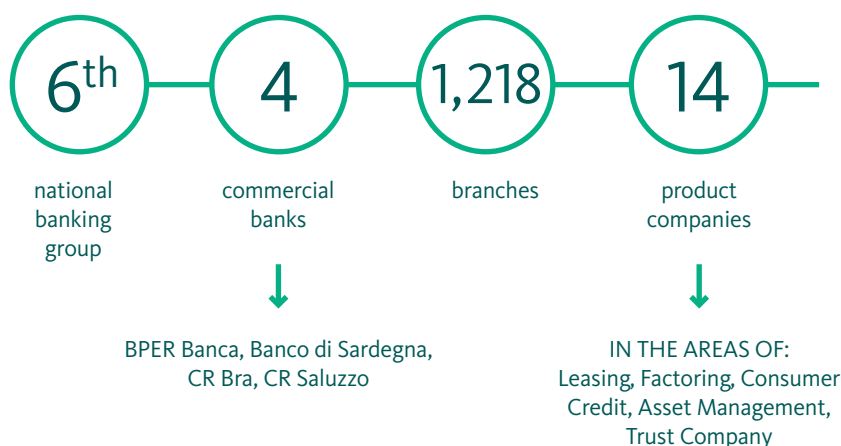 6th
4
1,218
14
national
banking
group
commercial
banks
branches
product
companies
BPER Banca, Banco di Sardegna,
CR Bra, CR Saluzzo
IN THE AREAS OF:
Leasing, Factoring, Consumer
Credit, Asset Management,
Trust Company